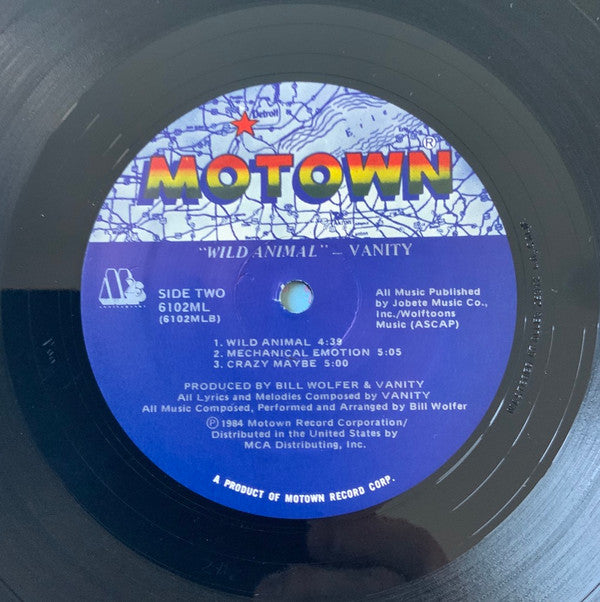 Detroit
Erie
MOTOWN®
"WILD ANIMAL" – VANITY
SIDE TWO
6102ML
(6102MLB)
All Music Published
by Jobete Music Co.,
Inc./Wolftoons
Music (ASCAP)
1. WILD ANIMAL 4:39
2. MECHANICAL EMOTION 5:05
3. CRAZY MAYBE 5:00
PRODUCED BY BILL WOLFER & VANITY
All Lyrics and Melodies Composed by VANITY
All Music Composed, Performed and Arranged by Bill Wolfer
Ⓟ 1984 Motown Record Corporation/
Distributed in the United States by
MCA Distributing, Inc.
A PRODUCT OF MOTOWN RECORD CORP.